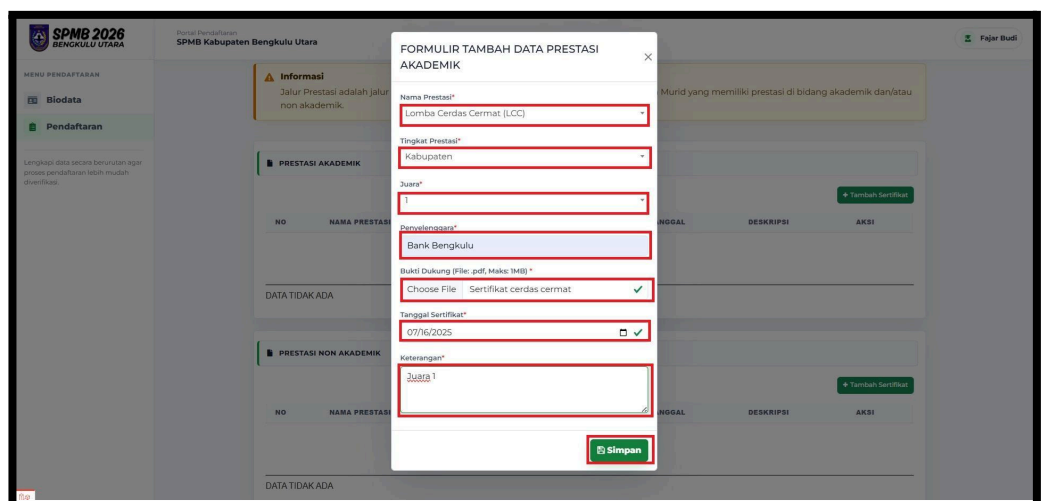 SPMB 2026
BENGKULU UTARA
Portal Pendaftaran
SPMB Kabupaten Bengkulu Utara
Fajar Budi
MENU PENDAFTARAN
Biodata
Pendaftaran
Lengkapi data secara berurutan agar
proses pendaftaran lebih mudah
diverifikasi.
Informasi
Jalur Prestasi adalah jalur
Murid yang memiliki prestasi di bidang akademik dan/atau
non akademik.
PRESTASI AKADEMIK
+ Tambah Sertifikat
NO NAMA PRESTASI DESKRIPSI AKSI
DATA TIDAK ADA
PRESTASI NON AKADEMIK
+ Tambah Sertifikat
NO NAMA PRESTASI DESKRIPSI AKSI
DATA TIDAK ADA
FORMULIR TAMBAH DATA PRESTASI
AKADEMIK
×
Nama Prestasi*
Lomba Cerdas Cermat (LCC)
Tingkat Prestasi*
Kabupaten
Juara*
1
Penyelenggara*
Bank Bengkulu
Bukti Dukung (File: .pdf, Maks: 1MB) *
Choose File Sertifikat cerdas cermat
Tanggal Sertifikat*
07/16/2025
Keterangan*
Juara 1
Simpan